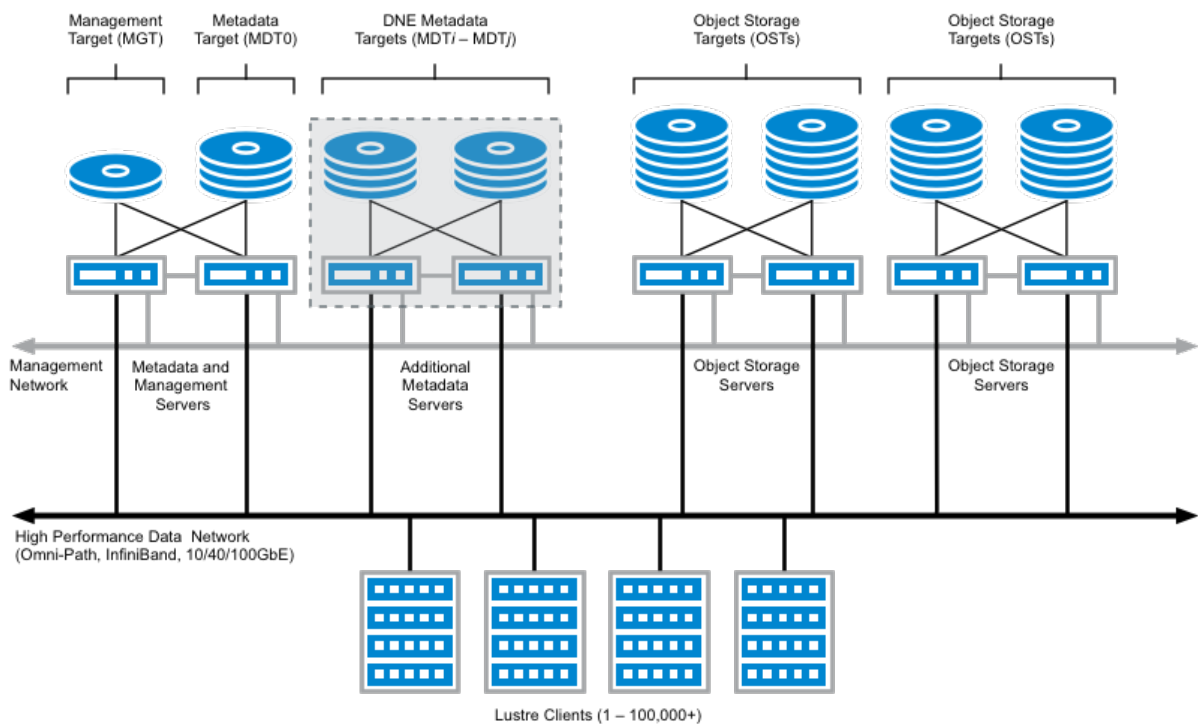 Management
Target (MGT)
Metadata
Target (MDT0)
DNE Metadata
Targets (MDTi – MDTj)
Object Storage
Targets (OSTs)
Object Storage
Targets (OSTs)
Management
Network
Metadata and
Management
Servers
Additional
Metadata
Servers
Object Storage
Servers
Object Storage
Servers
High Performance Data Network
(Omni-Path, InfiniBand, 10/40/100GbE)
Lustre Clients (1 – 100,000+)